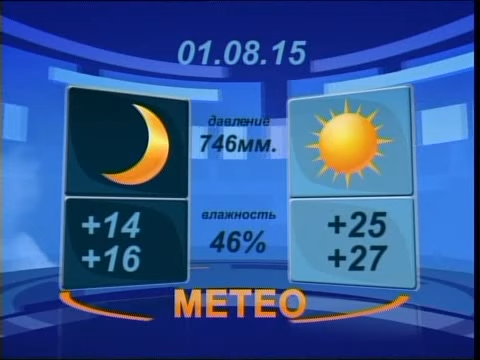 01.08.15
давление
746мм.
+14
+16
влажность
46%
+25
+27
МЕТЕО